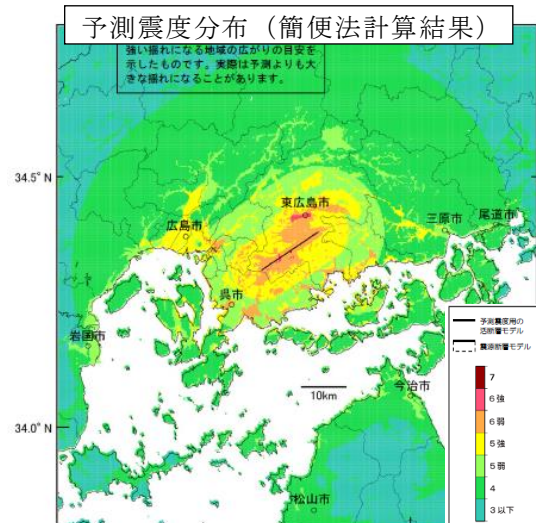 予測震度分布（簡便法計算結果）
強い揺れになる地域の広がりの目安を
示したものです。実際は予測よりも大
きな揺れになることがあります。
34.5° N
東広島市
広島市
三原市
尾道市
呉市
岩国市
今治市
10km
34.0° N
松山市
予測震度用の
活断層モデル
震源断層モデル
7
6強
6弱
5強
5弱
4
3以下